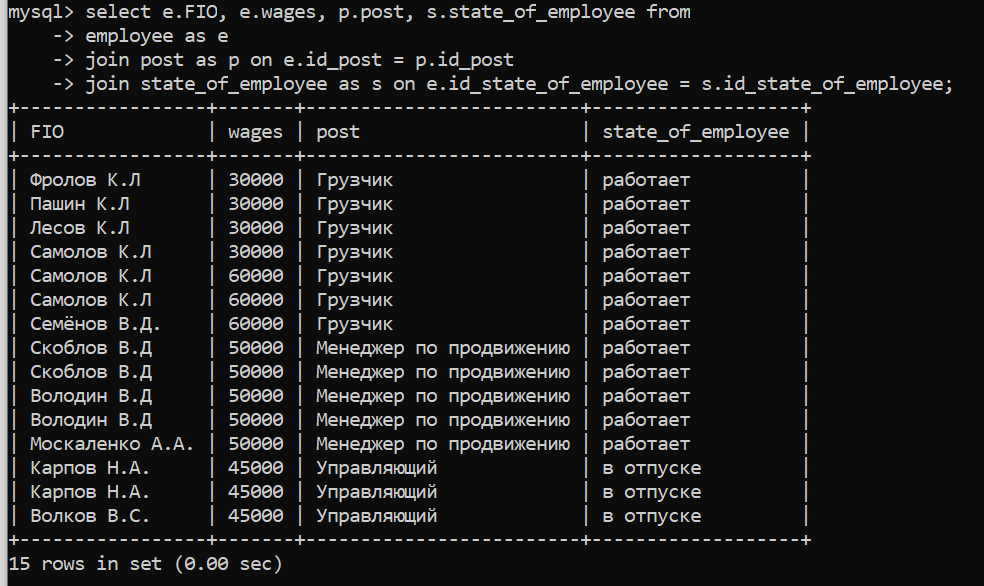 mysql> select e.FIO, e.wages, p.post, s.state_of_employee from
    -> employee as e
    -> join post as p on e.id_post = p.id_post
    -> join state_of_employee as s on e.id_state_of_employee = s.id_state_of_employee;
+-----------------+-------+-------------------------+-------------------+
| FIO             | wages | post                    | state_of_employee |
+-----------------+-------+-------------------------+-------------------+
| Фролов К.Л      | 30000 | Грузчик                 | работает          |
| Пашин К.Л       | 30000 | Грузчик                 | работает          |
| Лесов К.Л       | 30000 | Грузчик                 | работает          |
| Самолов К.Л     | 30000 | Грузчик                 | работает          |
| Самолов К.Л     | 60000 | Грузчик                 | работает          |
| Самолов К.Л     | 60000 | Грузчик                 | работает          |
| Семёнов В.Д.    | 60000 | Грузчик                 | работает          |
| Скоблов В.Д     | 50000 | Менеджер по продвижению | работает          |
| Скоблов В.Д     | 50000 | Менеджер по продвижению | работает          |
| Володин В.Д     | 50000 | Менеджер по продвижению | работает          |
| Володин В.Д     | 50000 | Менеджер по продвижению | работает          |
| Москаленко А.А. | 50000 | Менеджер по продвижению | работает          |
| Карпов Н.А.     | 45000 | Управляющий             | в отпуске         |
| Карпов Н.А.     | 45000 | Управляющий             | в отпуске         |
| Волков В.С.     | 45000 | Управляющий             | в отпуске         |
+-----------------+-------+-------------------------+-------------------+
15 rows in set (0.00 sec)